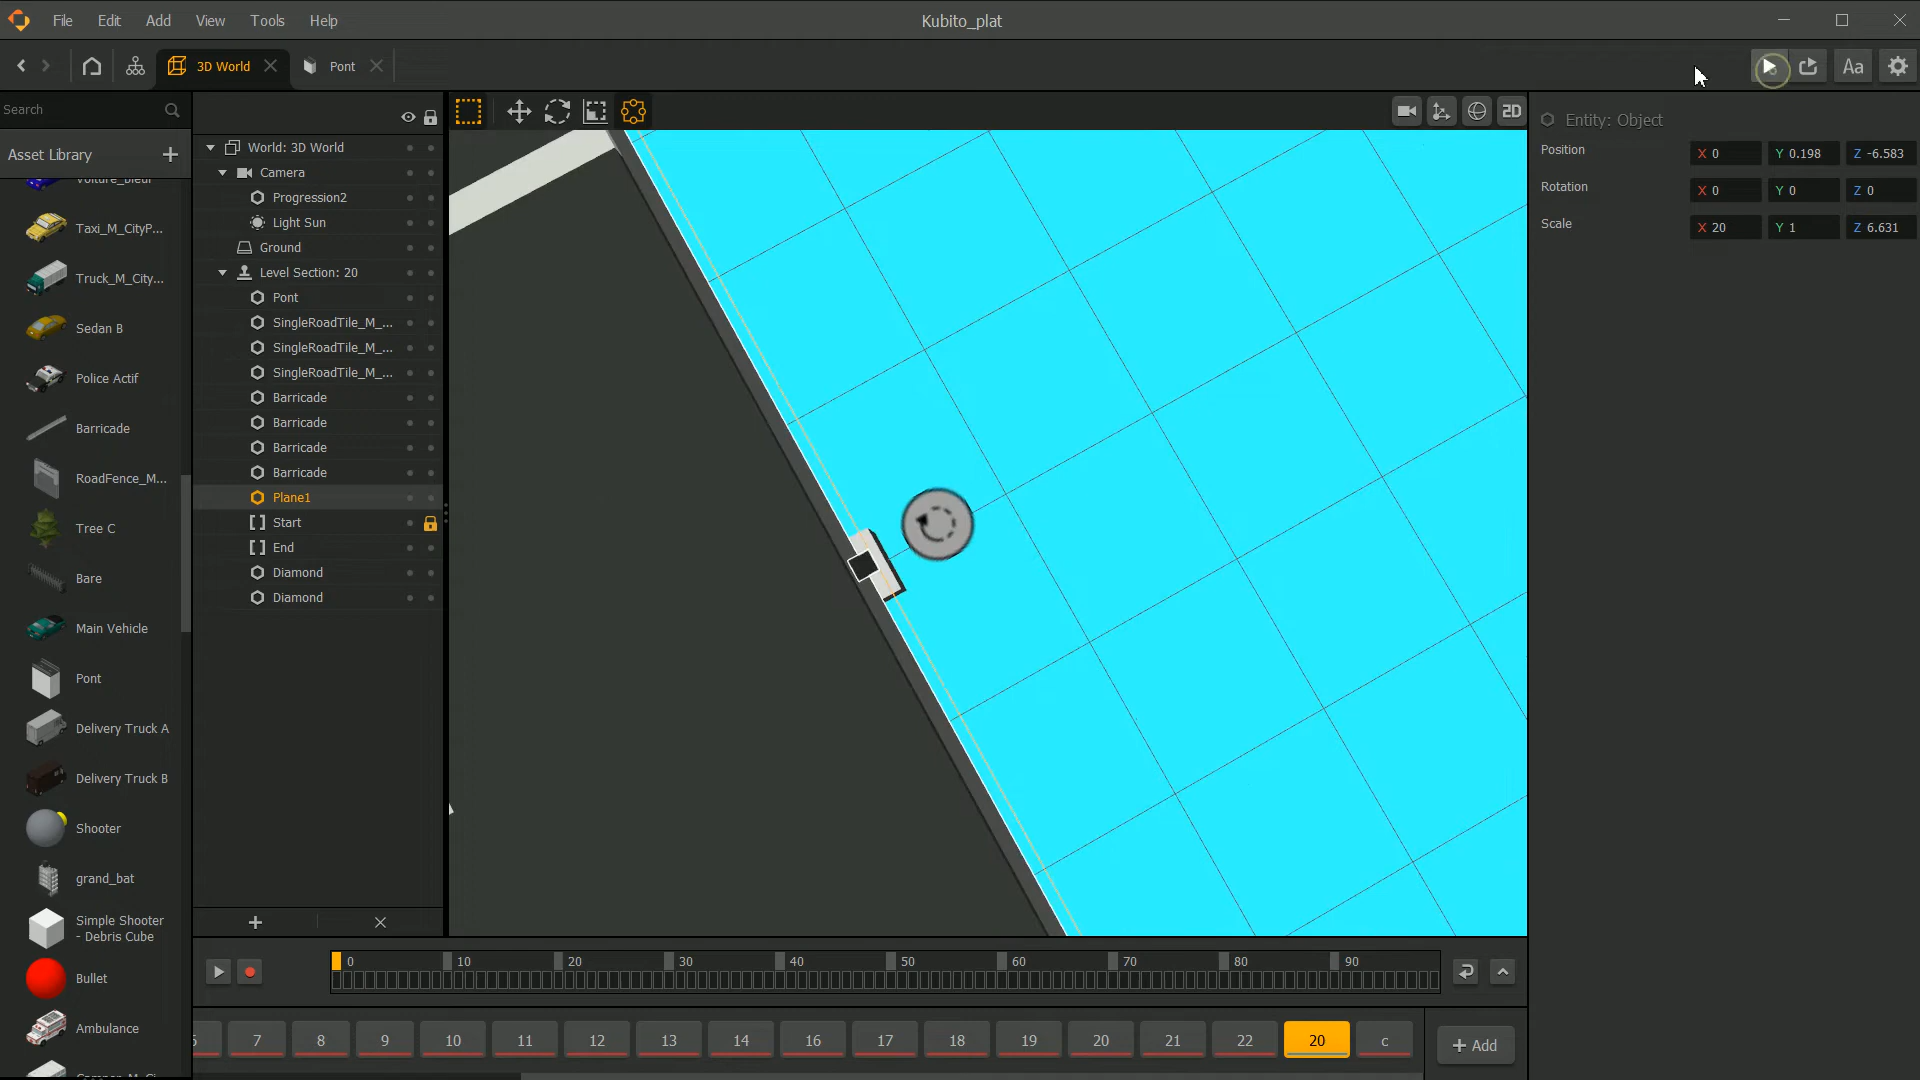 File Edit Add View Tools Help
Kubito_plat
3D World
Pont
Aa
Search
Asset Library
Taxi_M_CityP...
Truck_M_City...
Sedan B
Police Actif
Barricade
RoadFence_M...
Tree C
Bare
Main Vehicle
Pont
Delivery Truck A
Delivery Truck B
Shooter
grand_bat
Simple Shooter
- Debris Cube
Bullet
Ambulance
World: 3D World
Camera
Progression2
Light Sun
Ground
Level Section: 20
Pont
SingleRoadTile_M_...
SingleRoadTile_M_...
SingleRoadTile_M_...
Barricade
Barricade
Barricade
Barricade
Plane1
Start
End
Diamond
Diamond
2D
Entity: Object
Position X 0 Y 0.198 Z -6.583
Rotation X 0 Y 0 Z 0
Scale X 20 Y 1 Z 6.631
0 10 20 30 40 50 60 70 80 90
7 8 9 10 11 12 13 14 16 17 18 19 20 21 22 20 c
+ Add